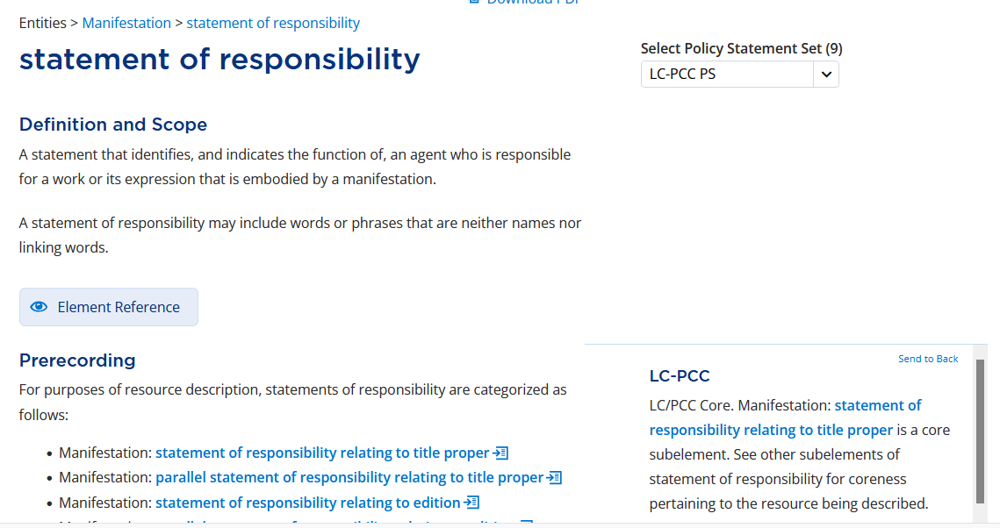 Download PDF
Entities > Manifestation > statement of responsibility
statement of responsibility
Select Policy Statement Set (9)
LC-PCC PS
Definition and Scope
A statement that identifies, and indicates the function of, an agent who is responsible
for a work or its expression that is embodied by a manifestation.
A statement of responsibility may include words or phrases that are neither names nor
linking words.
Element Reference
Prerecording
For purposes of resource description, statements of responsibility are categorized as
follows:
• Manifestation: statement of responsibility relating to title proper
• Manifestation: parallel statement of responsibility relating to title proper
• Manifestation: statement of responsibility relating to edition
Send to Back
LC-PCC
LC/PCC Core. Manifestation: statement of
responsibility relating to title proper is a core
subelement. See other subelements of
statement of responsibility for coreness
pertaining to the resource being described.